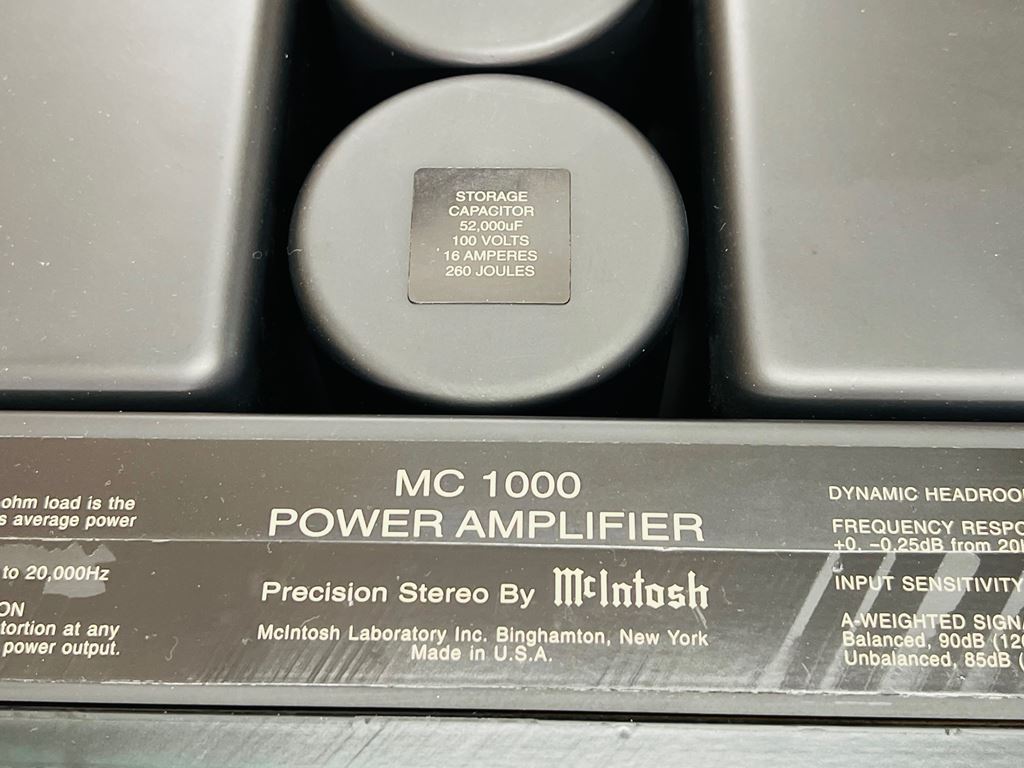 STORAGE
CAPACITOR
52,000uF
100 VOLTS
16 AMPERES
260 JOULES
ohm load is the
s average power
to 20,000Hz
ON
tortion at any
power output.
MC 1000
POWER AMPLIFIER
Precision Stereo By McIntosh
McIntosh Laboratory Inc. Binghamton, New York
Made in U.S.A.
DYNAMIC HEADROO
FREQUENCY RESPO
+0, -0.25dB from 20
INPUT SENSITIVITY
A-WEIGHTED SIGN
Balanced, 90dB (12
Unbalanced, 85dB (